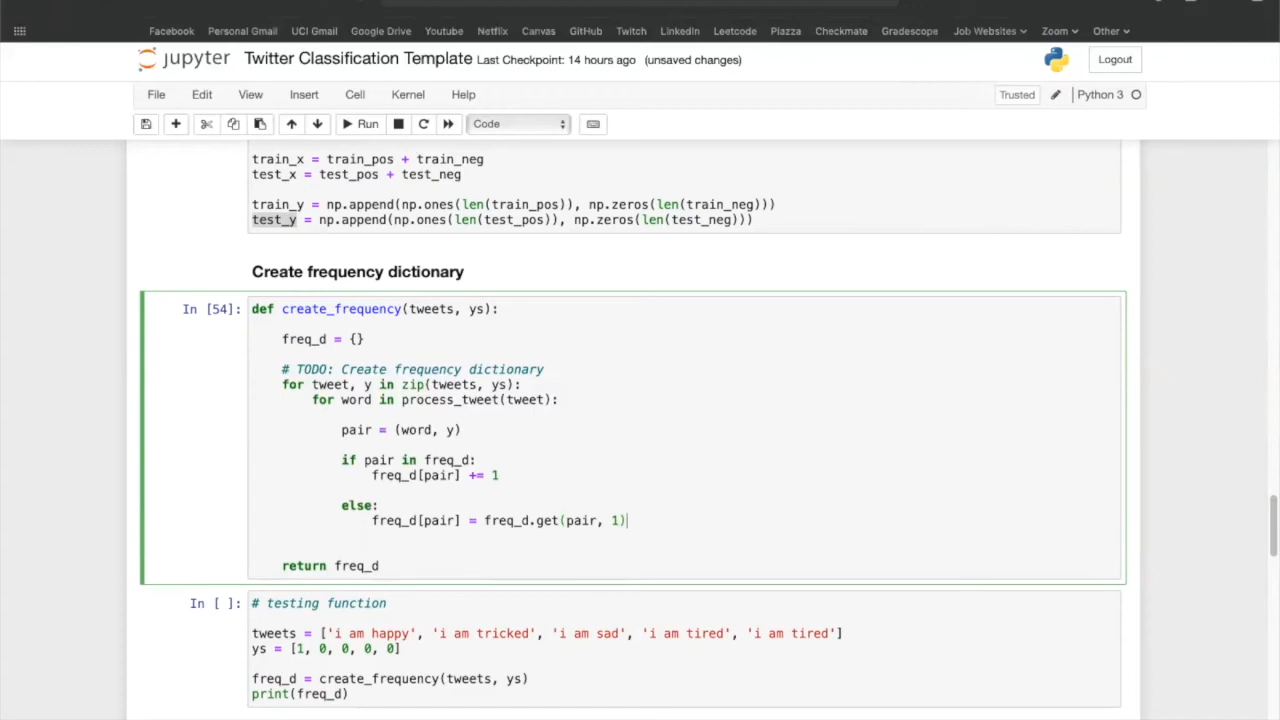 Facebook Personal Gmail UCI Gmail Google Drive Youtube Netflix Canvas GitHub Twitch LinkedIn Leetcode Piazza Checkmate Gradescope Job Websites Zoom Other
jupyter Twitter Classification Template Last Checkpoint: 14 hours ago (unsaved changes) Logout
File Edit View Insert Cell Kernel Help Trusted Python 3
Run Code
train_x = train_pos + train_neg
test_x = test_pos + test_neg
train_y = np.append(np.ones(len(train_pos)), np.zeros(len(train_neg)))
test_y = np.append(np.ones(len(test_pos)), np.zeros(len(test_neg)))
Create frequency dictionary
In [54]: def create_frequency(tweets, ys):
freq_d = {}
# TODO: Create frequency dictionary
for tweet, y in zip(tweets, ys):
for word in process_tweet(tweet):
pair = (word, y)
if pair in freq_d:
freq_d[pair] += 1
else:
freq_d[pair] = freq_d.get(pair, 1)
return freq_d
In [ ]: # testing function
tweets = ['i am happy', 'i am tricked', 'i am sad', 'i am tired', 'i am tired']
ys = [1, 0, 0, 0, 0]
freq_d = create_frequency(tweets, ys)
print(freq_d)